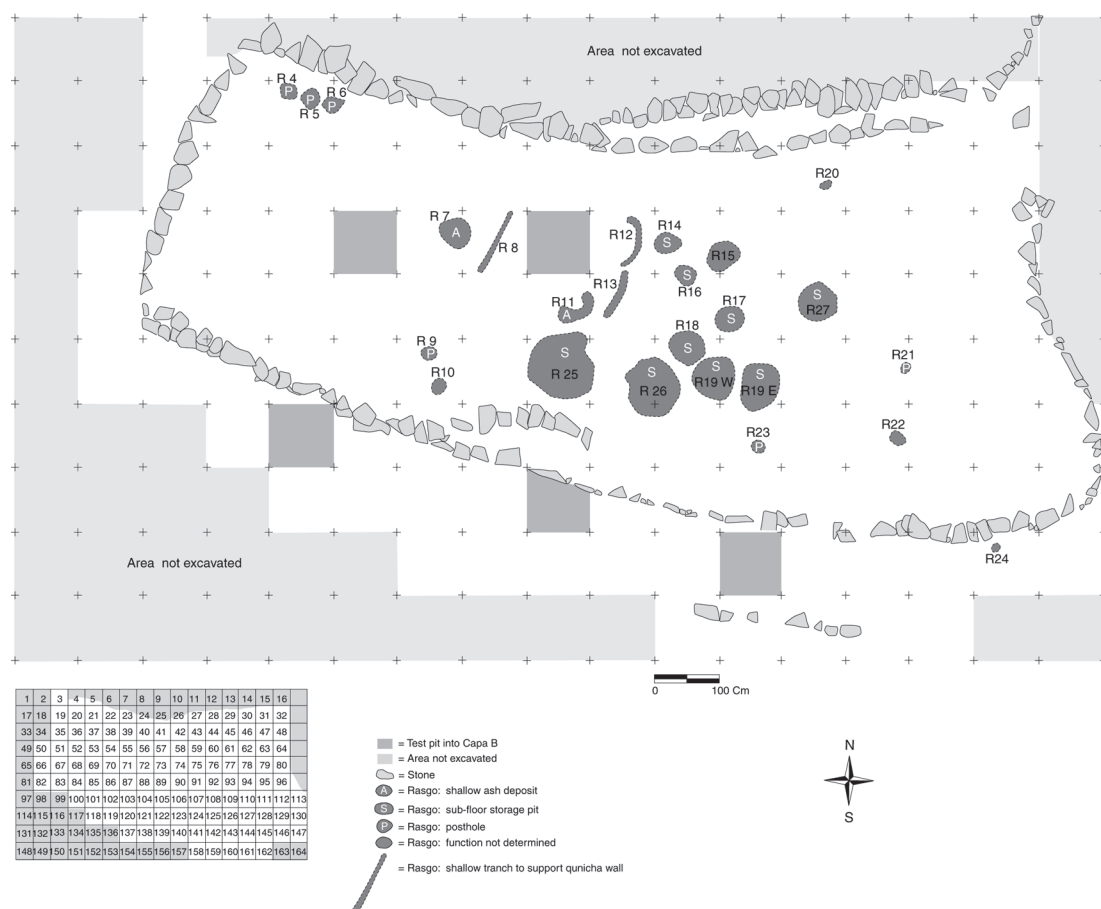 Area not excavated
R 4
P
R 6
P
P
R 5
R20
R 7
A
R 8
R12
R14
S
R15
R13
S
R16
R11
A
R17
S
S
R27
R18
S
R 9
P
R10
S
R 25
S
R 26
S
R19 W
S
R19 E
R21
P
R23
P
R22
R24
Area not excavated
0 100 Cm
1 2 3 4 5 6 7 8 9 10 11 12 13 14 15 16
17 18 19 20 21 22 23 24 25 26 27 28 29 30 31 32
33 34 35 36 37 38 39 40 41 42 43 44 45 46 47 48
49 50 51 52 53 54 55 56 57 58 59 60 61 62 63 64
65 66 67 68 69 70 71 72 73 74 75 76 77 78 79 80
81 82 83 84 85 86 87 88 89 90 91 92 93 94 95 96
97 98 99 100 101 102 103 104 105 106 107 108 109 110 111 112 113
114 115 116 117 118 119 120 121 122 123 124 125 126 127 128 129 130
131 132 133 134 135 136 137 138 139 140 141 142 143 144 145 146 147
148 149 150 151 152 153 154 155 156 157 158 159 160 161 162 163 164
= Test pit into Capa B
= Area not excavated
= Stone
A = Rasgo: shallow ash deposit
S = Rasgo: sub-floor storage pit
P = Rasgo: posthole
= Rasgo: function not determined
= Rasgo: shallow tranch to support qunicha wall
N
S